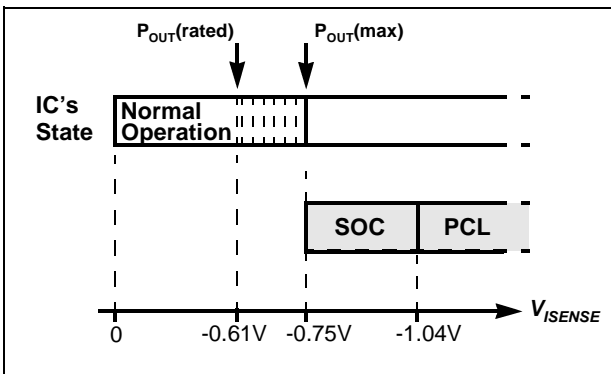 P_OUT(rated) P_OUT(max)
IC's
State
Normal
Operation
SOC PCL
V_ISENSE
0 -0.61V -0.75V -1.04V